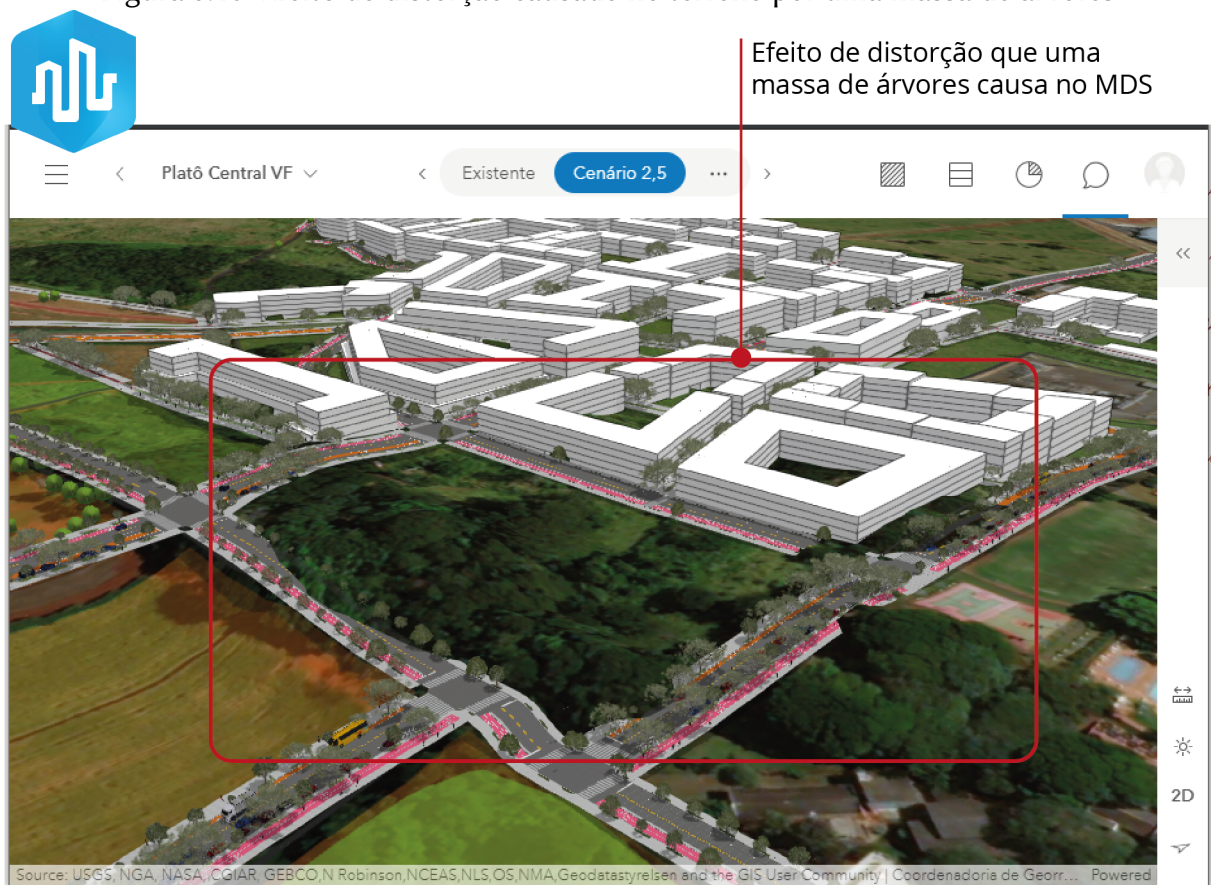 Efeito de distorção que uma
massa de árvores causa no MDS
Platô Central VF
Existente
Cenário 2,5
2D
Source: USGS, NGA, NASA, CGIAR, GEBCO,N Robinson,NCEAS,NLS,OS,NMA,Geodatastyrelsen and the GIS User Community | Coordenadoria de Georr...
Powered